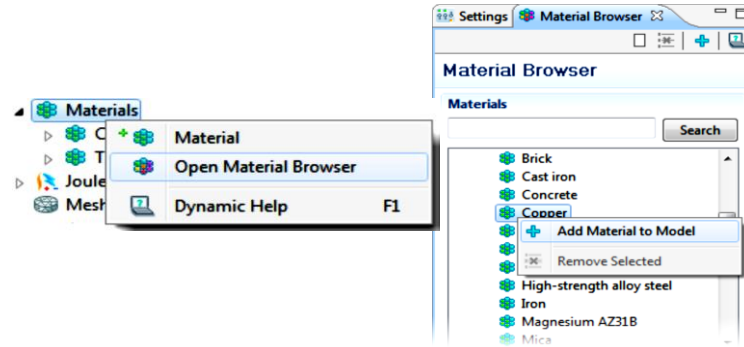 Settings Material Browser
Material Browser
Materials
Search
Brick
Cast iron
Concrete
Copper
Add Material to Model
Remove Selected
High-strength alloy steel
Iron
Magnesium AZ31B
Mica
Materials
C
Material
T
Open Material Browser
Joule
Mesh
Dynamic Help F1